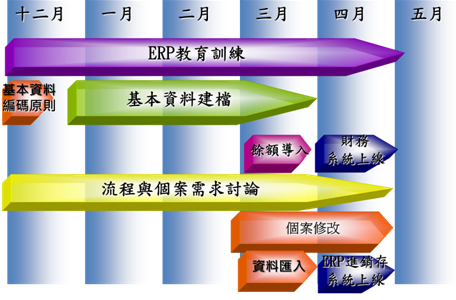 十二月 一月 二月 三月 四月 五月
ERP教育訓練
基本資料
編碼原則
基本資料建檔
餘額導入
財務
系統上線
流程與個案需求討論
個案修改
資料匯入
ERP進銷存
系統上線